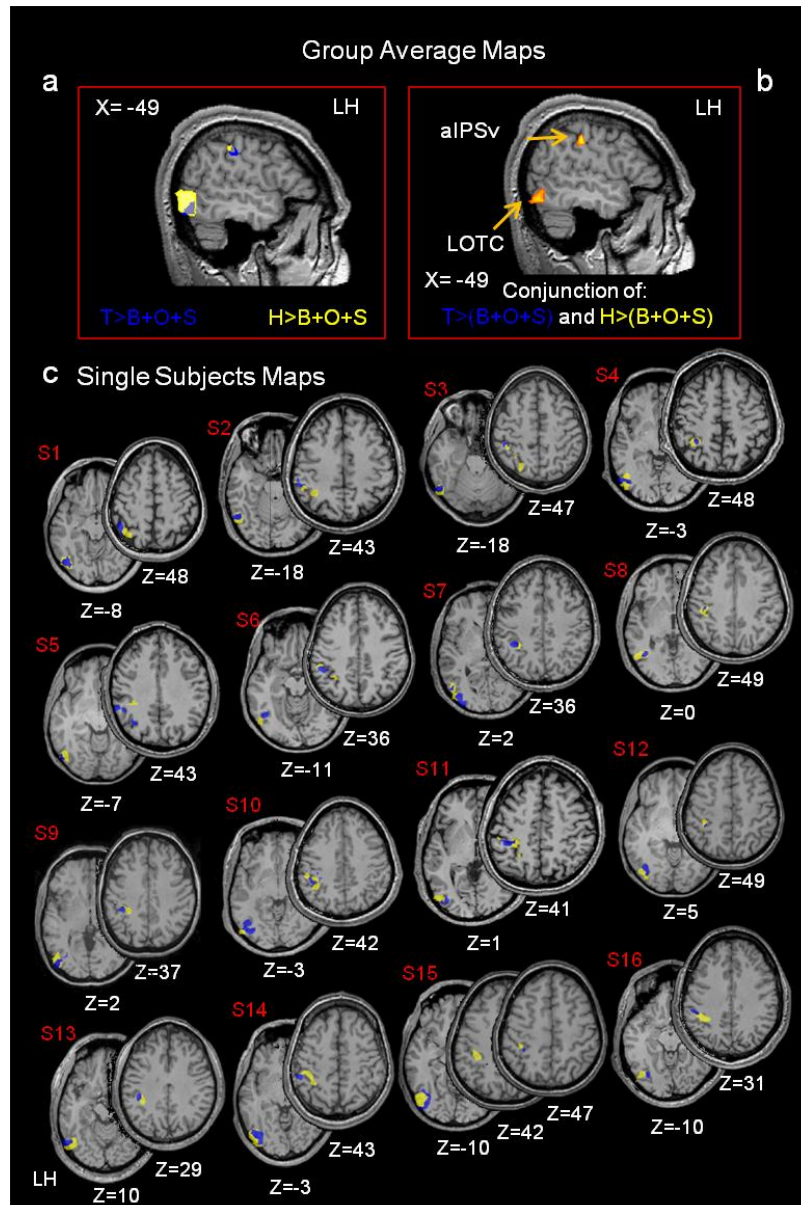 Group Average Maps
a
X= -49
LH
T>B+O+S
H>B+O+S
b
LH
aIPSv
LOTC
X= -49
Conjunction of:
T>(B+O+S) and H>(B+O+S)
c Single Subjects Maps
S1
Z=-8
Z=48
S2
Z=-18
Z=43
S3
Z=-18
Z=47
S4
Z=-3
Z=48
S5
Z=-7
Z=43
S6
Z=-11
Z=36
S7
Z=2
Z=36
S8
Z=0
Z=49
S9
Z=2
Z=37
S10
Z=-3
Z=42
S11
Z=1
Z=41
S12
Z=5
Z=49
S13
LH
Z=10
Z=29
S14
Z=-3
Z=43
S15
Z=-10
Z=42
Z=47
S16
Z=-10
Z=31